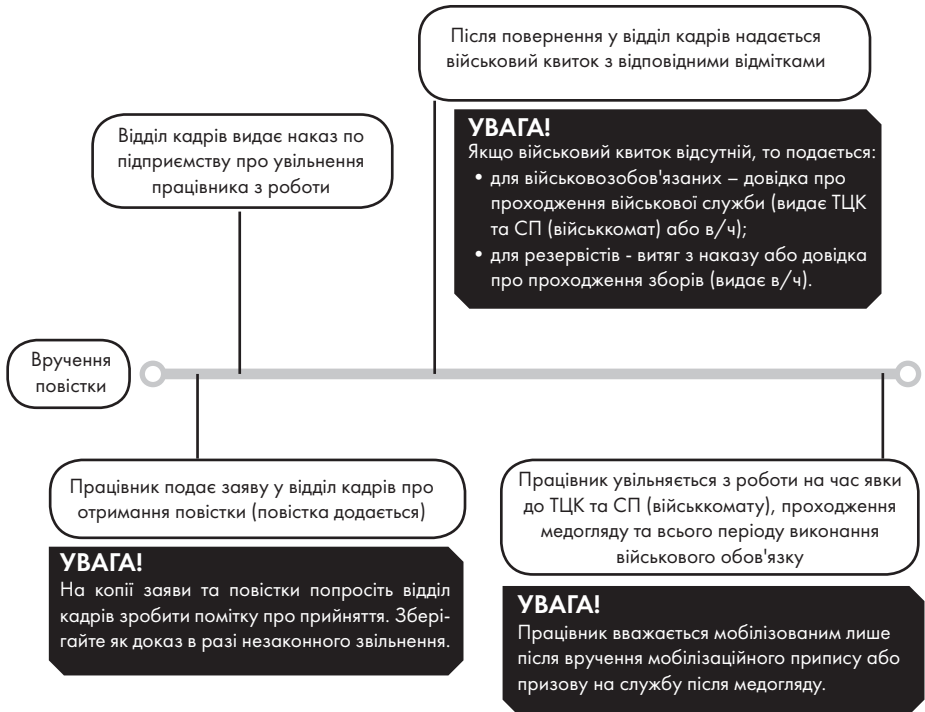 Після повернення у відділ кадрів надається
військовий квиток з відповідними відмітками
УВАГА!
Якщо військовий квиток відсутній, то подається:
• для військовозобов'язаних – довідка про
проходження військової служби (видає ТЦК
та СП (військкомат) або в/ч);
• для резервістів - витяг з наказу або довідка
про проходження зборів (видає в/ч).
Відділ кадрів видає наказ по
підприємству про увільнення
працівника з роботи
Вручення
повістки
Працівник подає заяву у відділ кадрів про
отримання повістки (повістка додається)
УВАГА!
На копії заяви та повістки попросіть відділ
кадрів зробити помітку про прийняття. Збері-
гайте як доказ в разі незаконного звільнення.
Працівник увільняється з роботи на час явки
до ТЦК та СП (військкомату), проходження
медогляду та всього періоду виконання
військового обов'язку
УВАГА!
Працівник вважається мобілізованим лише
після вручення мобілізаційного припису або
призову на службу після медогляду.